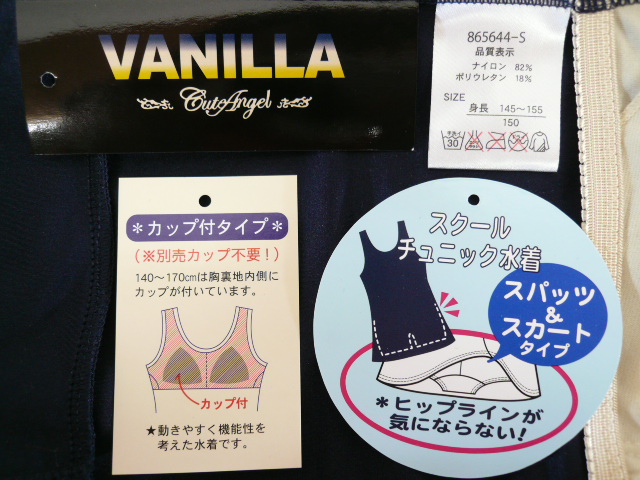 VANILLA
CuteAngel
865644-S
品質表示
ナイロン 82%
ポリウレタン 18%
SIZE
身長 145～155
150
30
＊カップ付タイプ＊
(※別売カップ不要!)
140～170cmは胸裏地内側に
カップが付いています。
カップ付
★動きやすく機能性を
考えた水着です。
スクール
チュニック水着
スパッツ
&
スカート
タイプ
＊ヒップラインが
気にならない!